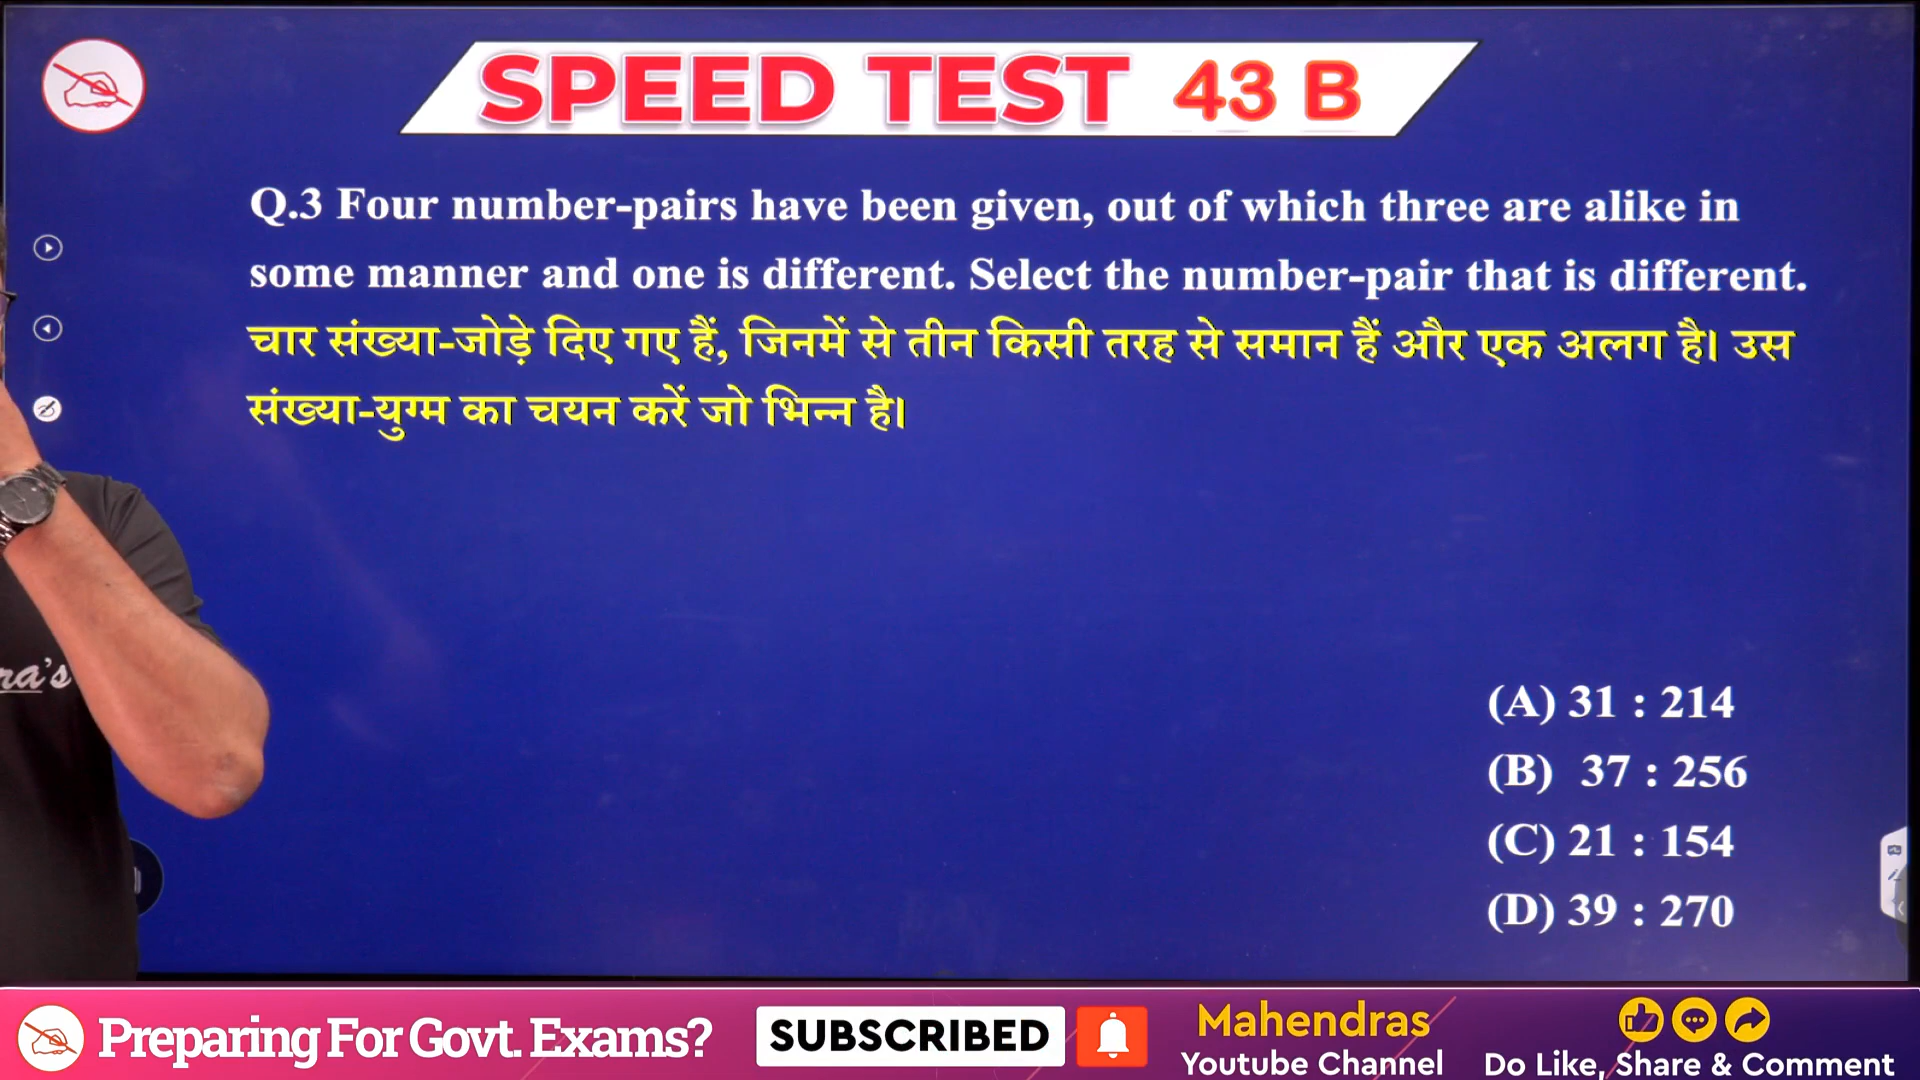 SPEED TEST 43 B
Q.3 Four number-pairs have been given, out of which three are alike in
some manner and one is different. Select the number-pair that is different.
चार संख्या-जोड़े दिए गए हैं, जिनमें से तीन किसी तरह से समान हैं और एक अलग है। उस
संख्या-युग्म का चयन करें जो भिन्न है।
ra's
(A) 31 : 214
(B) 37 : 256
(C) 21 : 154
(D) 39 : 270
Preparing For Govt. Exams?
SUBSCRIBED
Mahendras
Youtube Channel
Do Like, Share & Comment